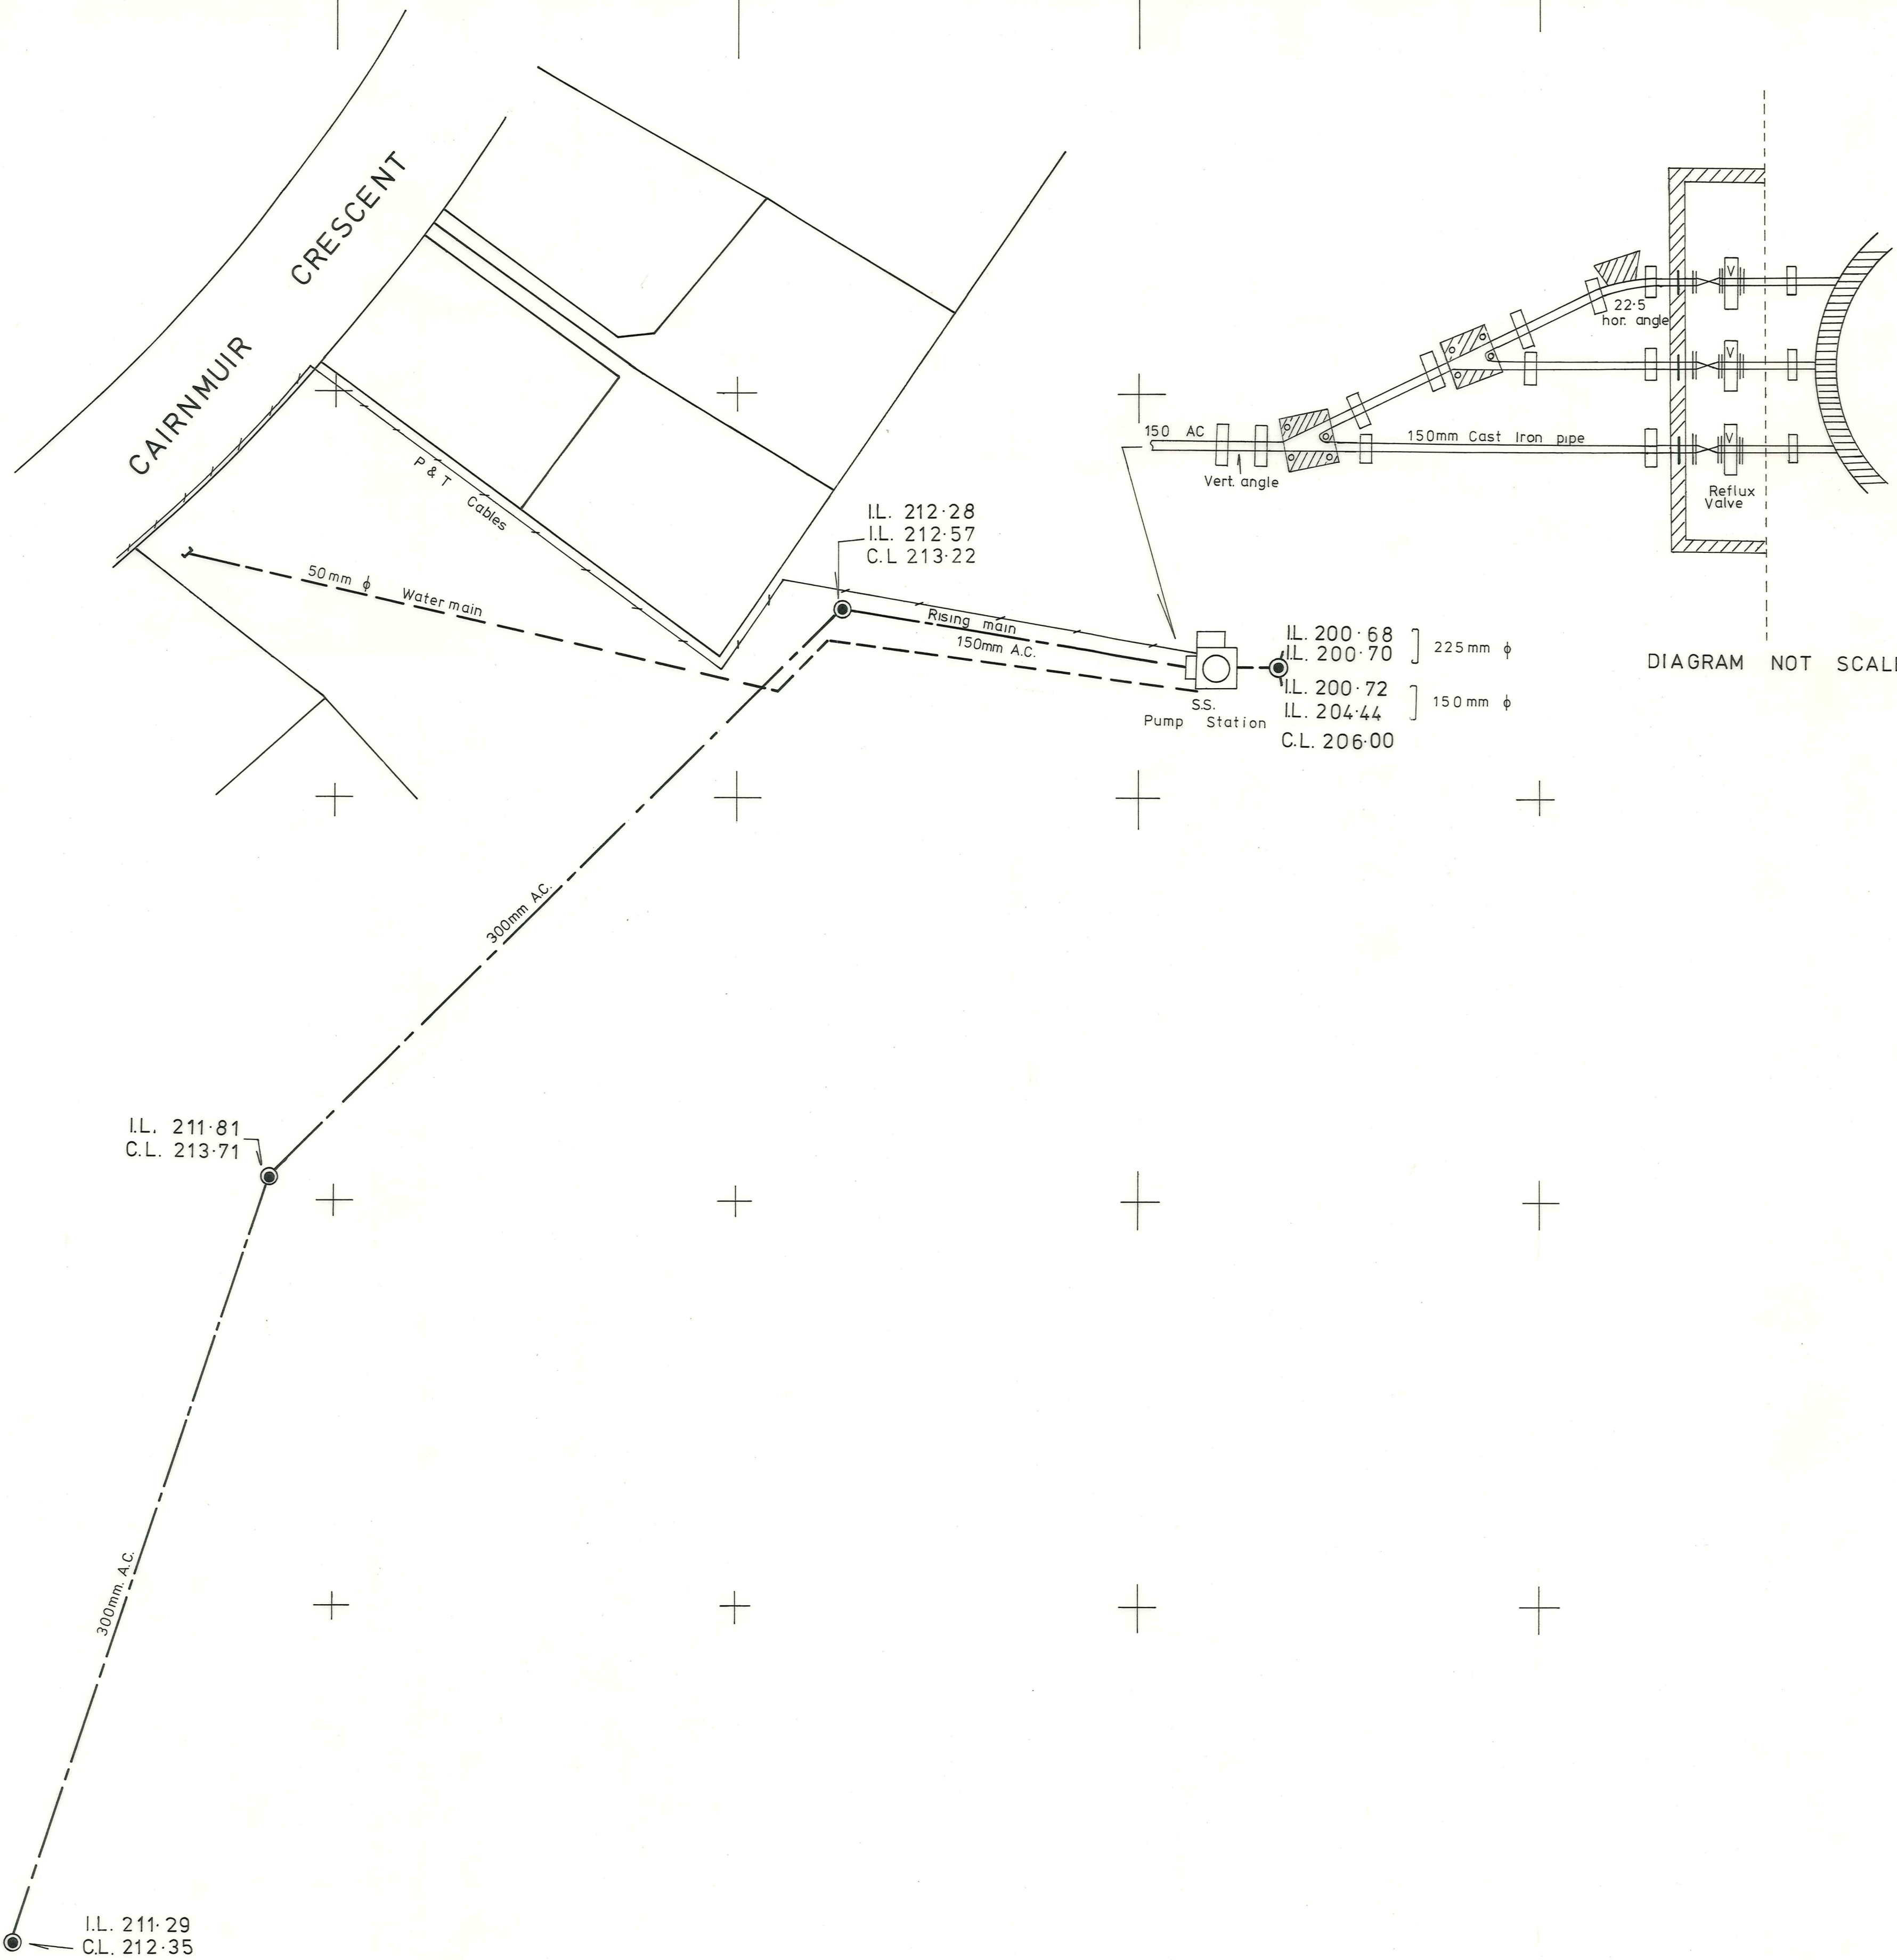 CAIRNMUIR CRESCENT
P & T Cables
50mm ϕ Water main
I.L. 212·28
I.L. 212·57
C.L 213·22
Rising main
150mm A.C.
S.S.
Pump Station
I.L. 200·68
I.L. 200·70
225mm ϕ
I.L. 200·72
I.L. 204·44
150mm ϕ
C.L. 206·00
150 AC
Vert. angle
150mm Cast Iron pipe
22·5
hor. angle
V
V
V
Reflux
Valve
DIAGRAM NOT SCALE
300mm A.C.
I.L. 211·81
C.L. 213·71
300mm. A.C.
I.L. 211·29
C.L. 212·35